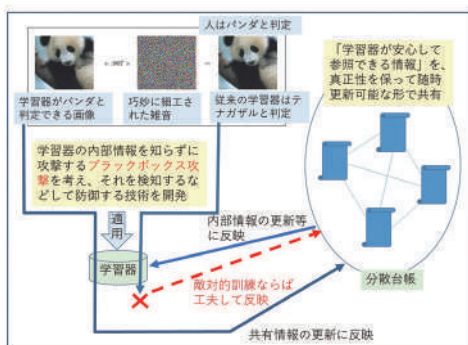 人はパンダと判定
学習器がパンダと
判定できる画像
巧妙に細工さ
れた雑音
従来の学習器はテ
ナガザルと判定
「学習器が安心して
参照できる情報」を、
真正性を保って随時
更新可能な形で共有
学習器の内部情報を知らずに
攻撃するブラックボックス攻
撃を考え、それを検知するな
どして防御する技術を開発
適用
学習器
内部情報の更新等
に反映
敵対的訓練ならば
工夫して反映
分散台帳
共有情報の更新に反映